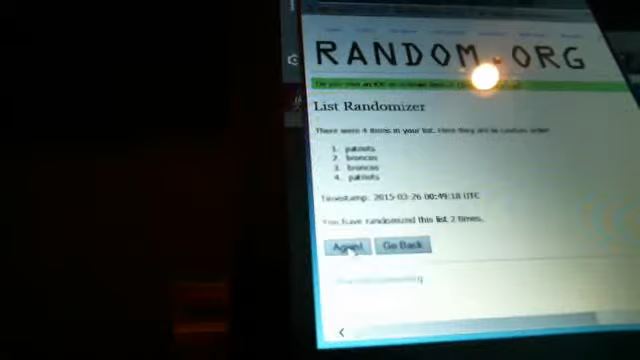 RANDOM.ORG
List Randomizer
There were 4 items in your list. Here they are in random order:
1. patriots
2. broncos
3. broncos
4. patriots
Timestamp: 2015-03-26 00:49:18 UTC
You have randomized this list 2 times.
Again! Go Back